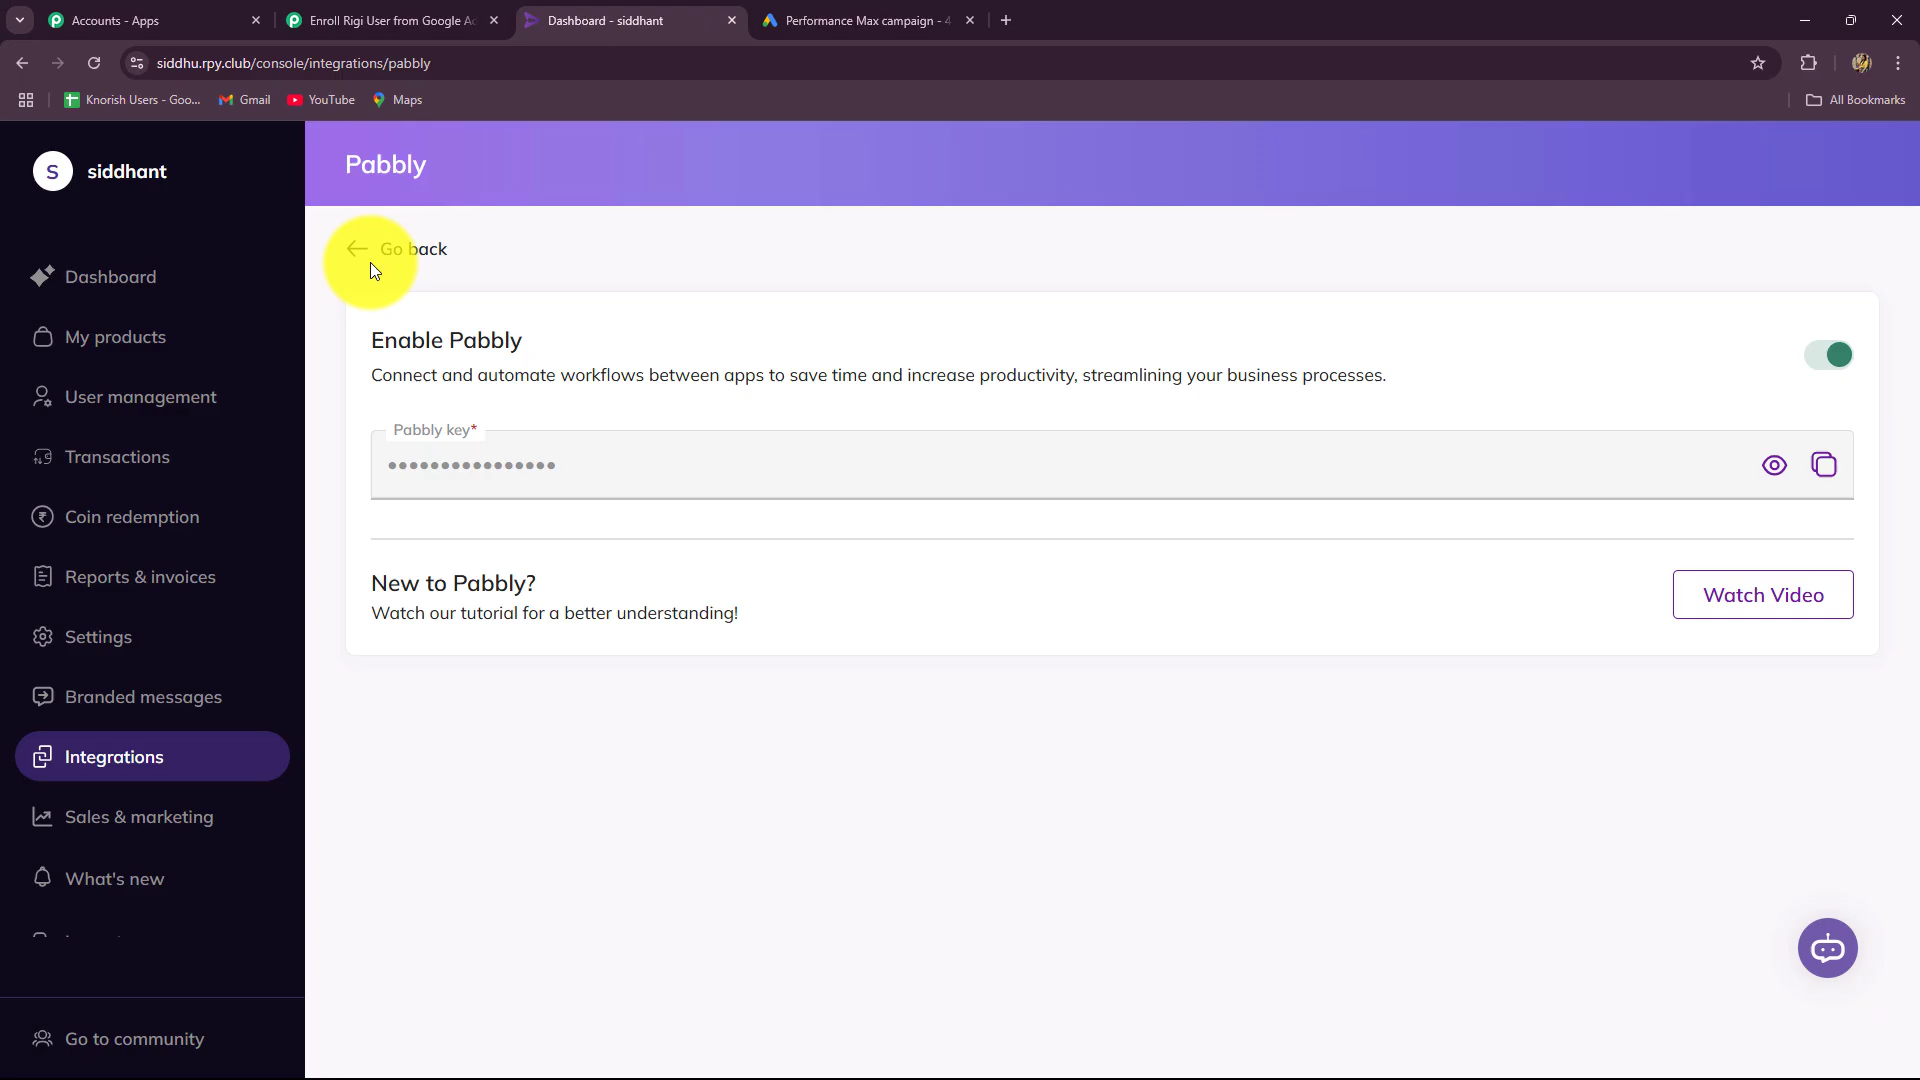 Accounts - Apps
Enroll Rigi User from Google A
Dashboard - siddhant
Performance Max campaign - 4
siddhu.rpy.club/console/integrations/pabbly
Knorish Users - Goo...
Gmail
YouTube
Maps
All Bookmarks
S
siddhant
Dashboard
My products
User management
Transactions
Coin redemption
Reports & invoices
Settings
Branded messages
Integrations
Sales & marketing
What's new
Go to community
Pabbly
Go back
Enable Pabbly
Connect and automate workflows between apps to save time and increase productivity, streamlining your business processes.
Pabbly key*
••••••••••••••••
New to Pabbly?
Watch our tutorial for a better understanding!
Watch Video